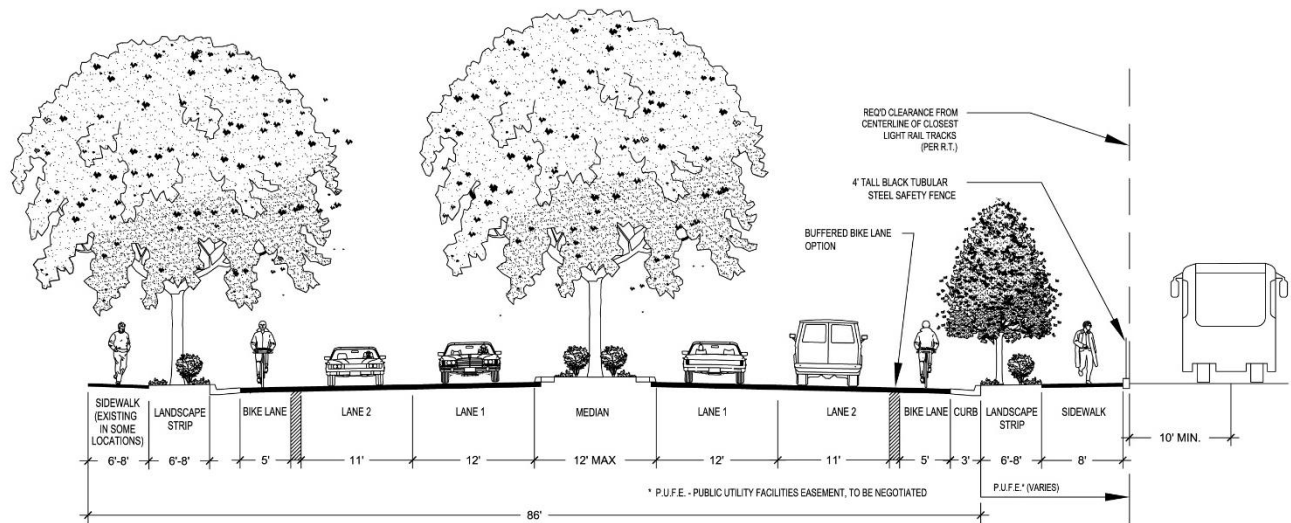 REQ'D CLEARANCE FROM
CENTERLINE OF CLOSEST
LIGHT RAIL TRACKS
(PER R.T.)
4' TALL BLACK TUBULAR
STEEL SAFETY FENCE
BUFFERED BIKE LANE
OPTION
SIDEWALK
(EXISTING
IN SOME
LOCATIONS)
LANDSCAPE
STRIP
BIKE LANE
LANE 2
LANE 1
MEDIAN
LANE 1
LANE 2
BIKE LANE
CURB
LANDSCAPE
STRIP
SIDEWALK
10' MIN.
6'-8'
6'-8'
5'
11'
12'
12' MAX
12'
11'
5'
3'
6'-8'
8'
* P.U.F.E. - PUBLIC UTILITY FACILITIES EASEMENT, TO BE NEGOTIATED
P.U.F.E.* (VARIES)
86'